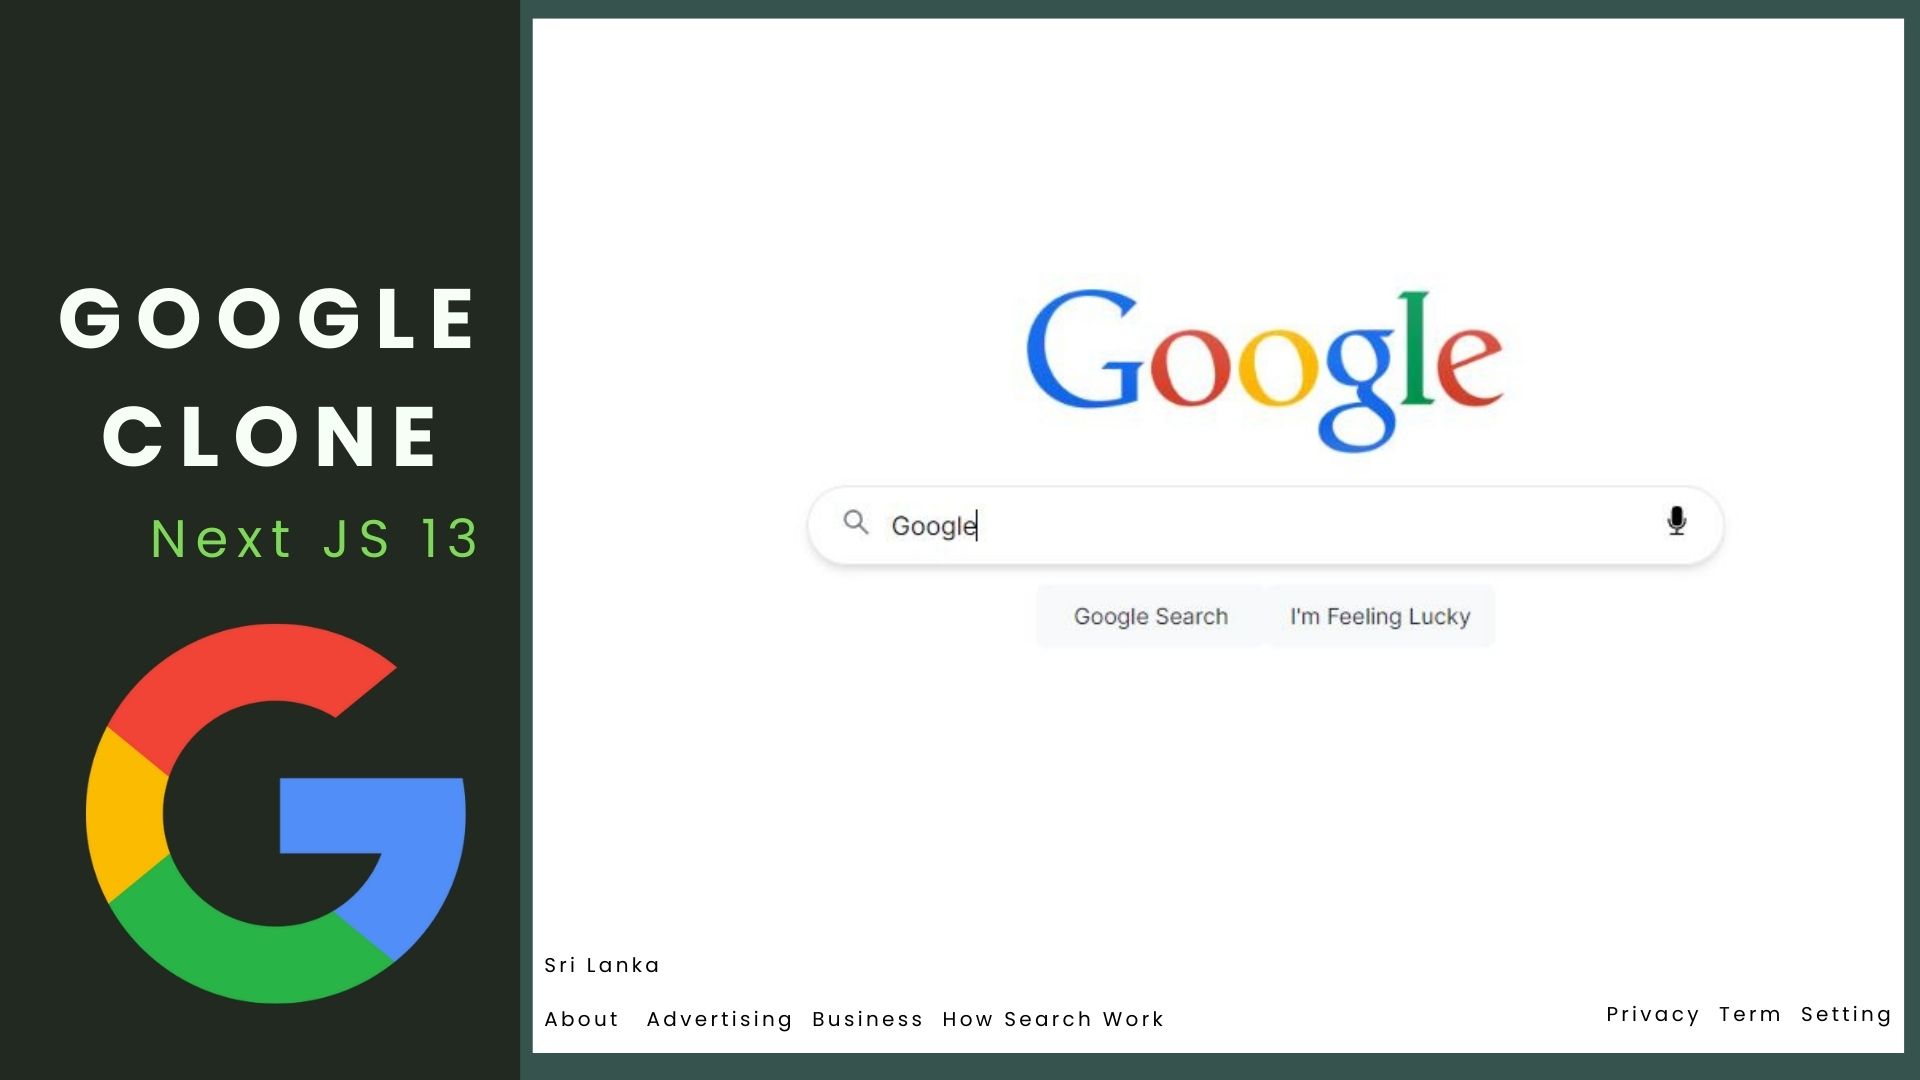 GOOGLE
CLONE
Next JS 13
Google
Google
Google Search I'm Feeling Lucky
Sri Lanka
About Advertising Business How Search Work
Privacy Term Setting